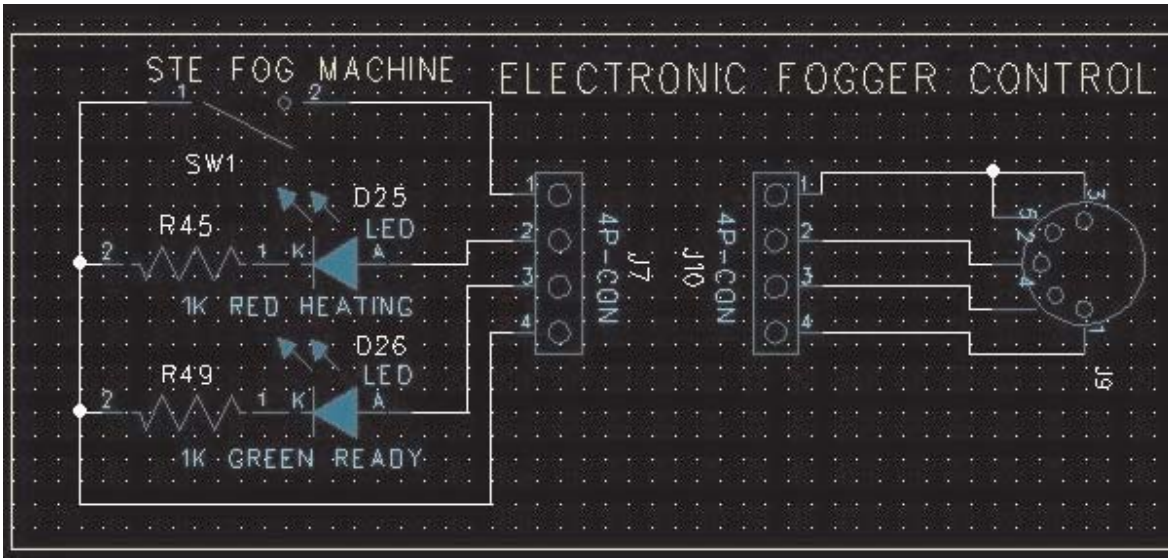 STE FOG MACHINE
ELECTRONIC FOGGER CONTROL
1 2
SW1
D25
LED
R45
2 1 K A
1K RED HEATING
D26
LED
R49
2 1 K A
1K GREEN READY
1
2
3
4
4P-CON
J7
J10
4P-CON
1
2
3
4
3
5
2
4
1
J9